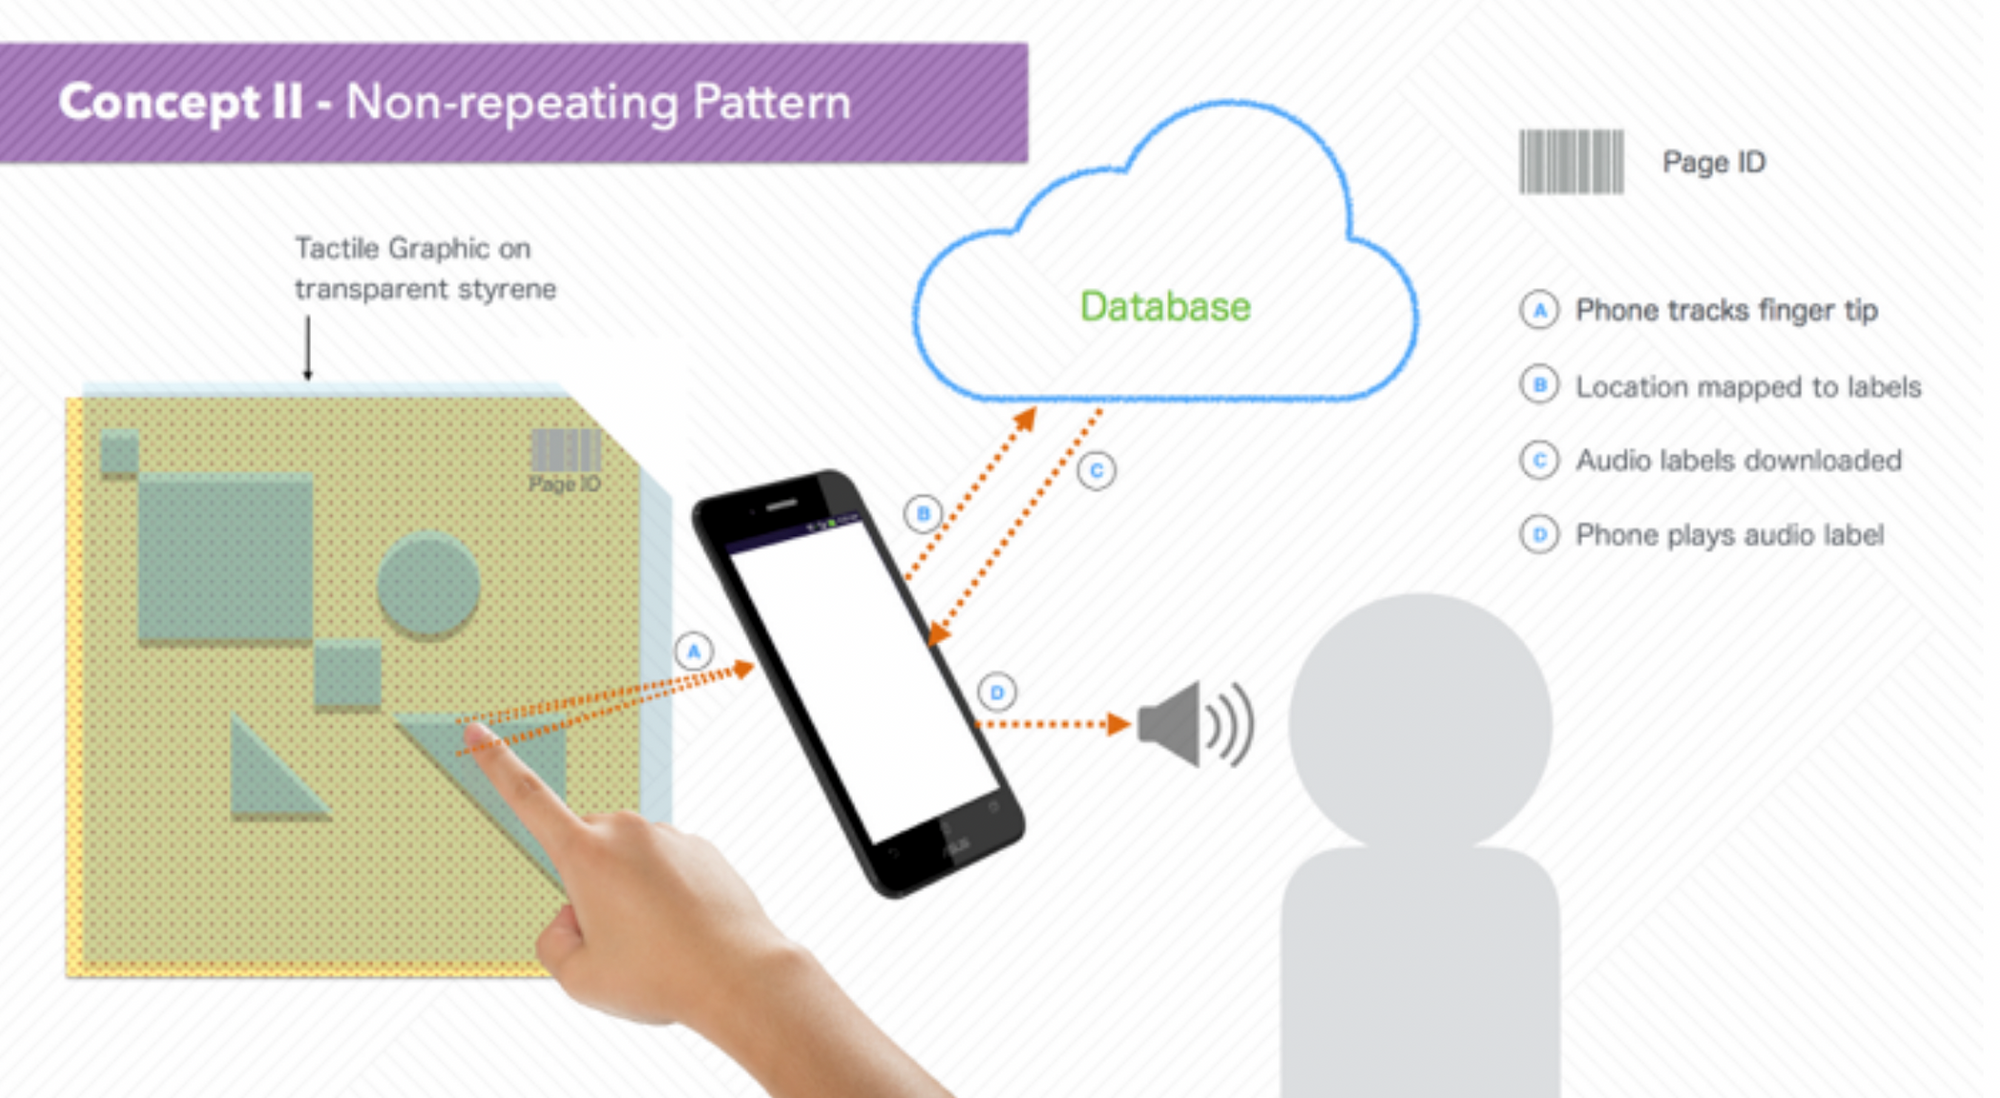 Concept II - Non-repeating Pattern
Tactile Graphic on
transparent styrene
Page ID
Database
A
B
C
D
ASUS
Page ID
A Phone tracks finger tip
B Location mapped to labels
C Audio labels downloaded
D Phone plays audio label